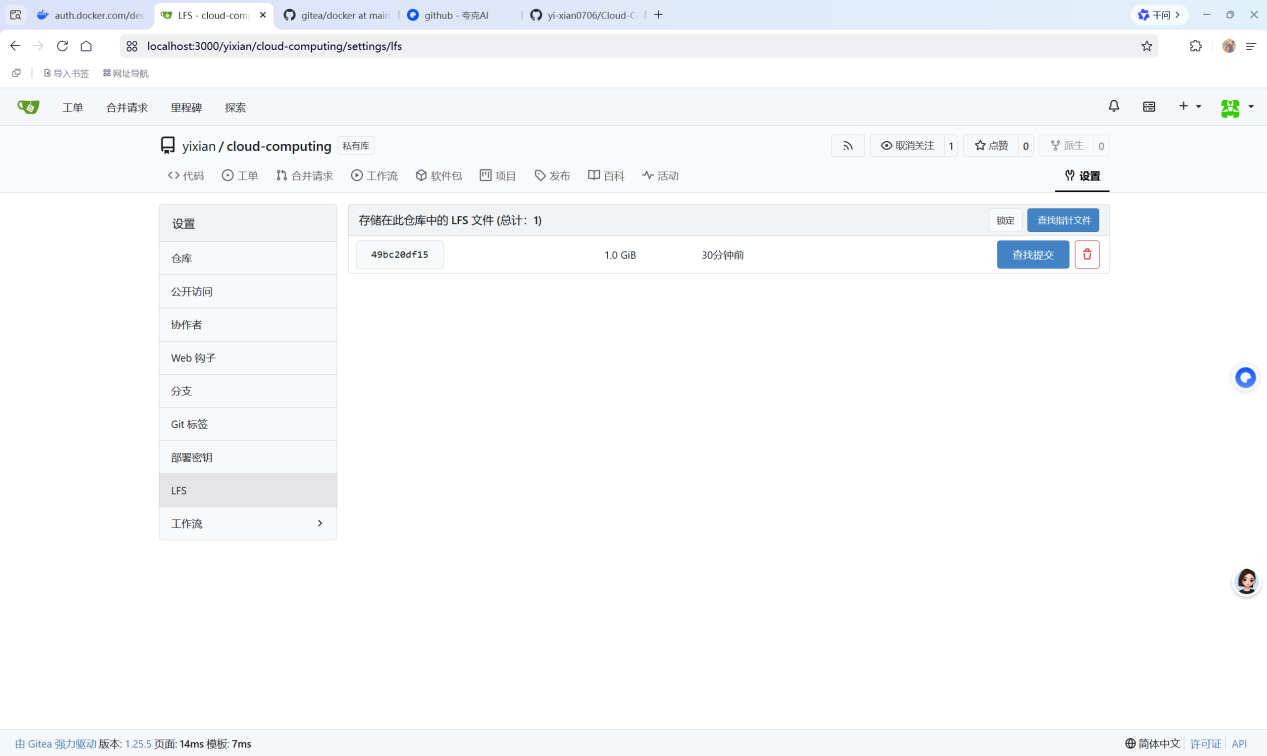 auth.docker.com/des
LFS - cloud-comp
gitea/docker at main
github - 夸克AI
yi-xian0706/Cloud-C
千问
localhost:3000/yixian/cloud-computing/settings/lfs
导入书签 网址导航
工单 合并请求 里程碑 探索
yixian / cloud-computing 私有库 取消关注 1 点赞 0 派生 0
代码 工单 合并请求 工作流 软件包 项目 发布 百科 活动 设置
设置
仓库
公开访问
协作者
Web 钩子
分支
Git 标签
部署密钥
LFS
工作流
存储在此仓库中的 LFS 文件 (总计：1) 锁定 查找指针文件
49bc20df15 1.0 GiB 30分钟前 查找提交
由 Gitea 强力驱动 版本: 1.25.5 页面: 14ms 模板: 7ms 简体中文 许可证 API